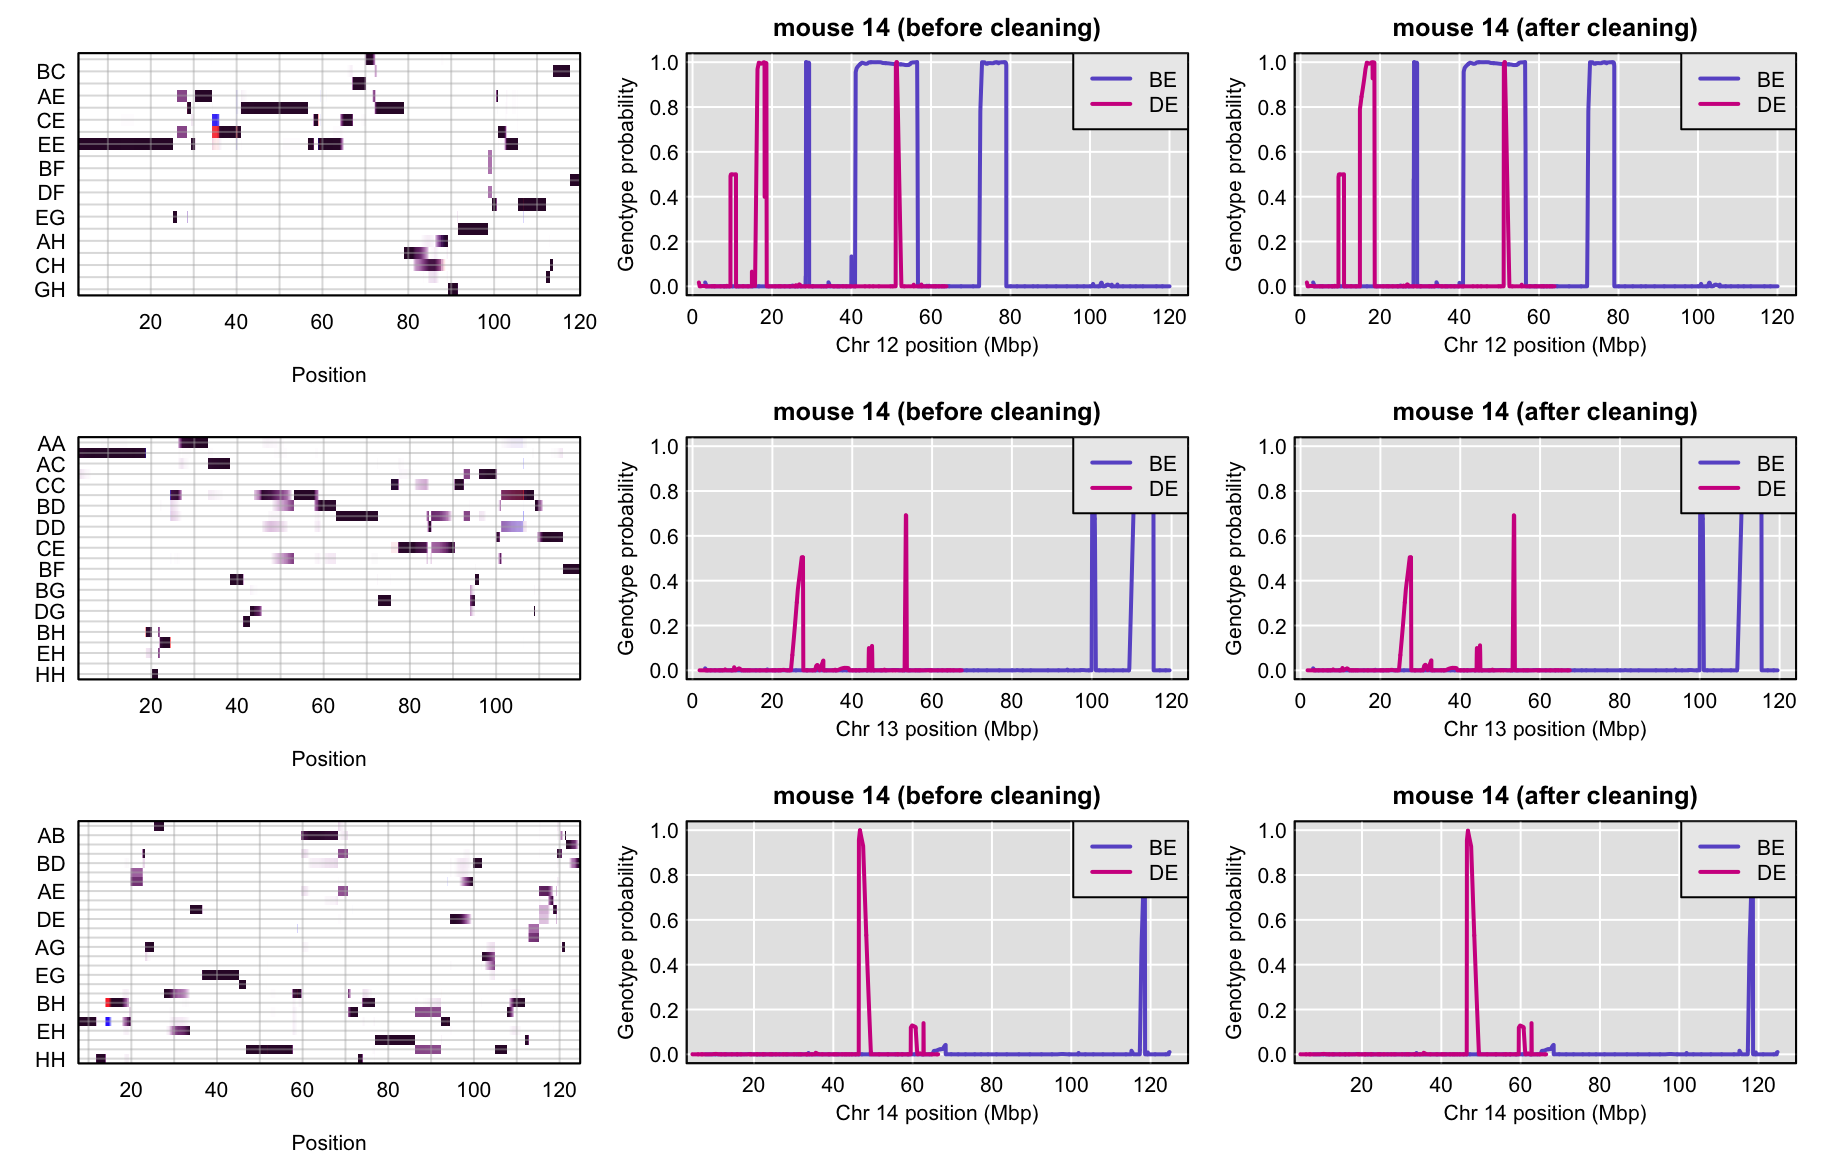 BC
AE
CE
EE
BF
DF
EG
AH
CH
GH
20 40 60 80 100 120
Position
mouse 14 (before cleaning)
Genotype probability
1.0
0.8
0.6
0.4
0.2
0.0
BE
DE
0 20 40 60 80 100 120
Chr 12 position (Mbp)
mouse 14 (after cleaning)
Genotype probability
1.0
0.8
0.6
0.4
0.2
0.0
BE
DE
0 20 40 60 80 100 120
Chr 12 position (Mbp)
AA
AC
CC
BD
DD
CE
BF
BG
DG
BH
EH
HH
20 40 60 80 100
Position
mouse 14 (before cleaning)
Genotype probability
1.0
0.8
0.6
0.4
0.2
0.0
BE
DE
0 20 40 60 80 100 120
Chr 13 position (Mbp)
mouse 14 (after cleaning)
Genotype probability
1.0
0.8
0.6
0.4
0.2
0.0
BE
DE
0 20 40 60 80 100 120
Chr 13 position (Mbp)
AB
BD
AE
DE
AG
EG
BH
EH
HH
20 40 60 80 100 120
Position
mouse 14 (before cleaning)
Genotype probability
1.0
0.8
0.6
0.4
0.2
0.0
BE
DE
20 40 60 80 100 120
Chr 14 position (Mbp)
mouse 14 (after cleaning)
Genotype probability
1.0
0.8
0.6
0.4
0.2
0.0
BE
DE
20 40 60 80 100 120
Chr 14 position (Mbp)